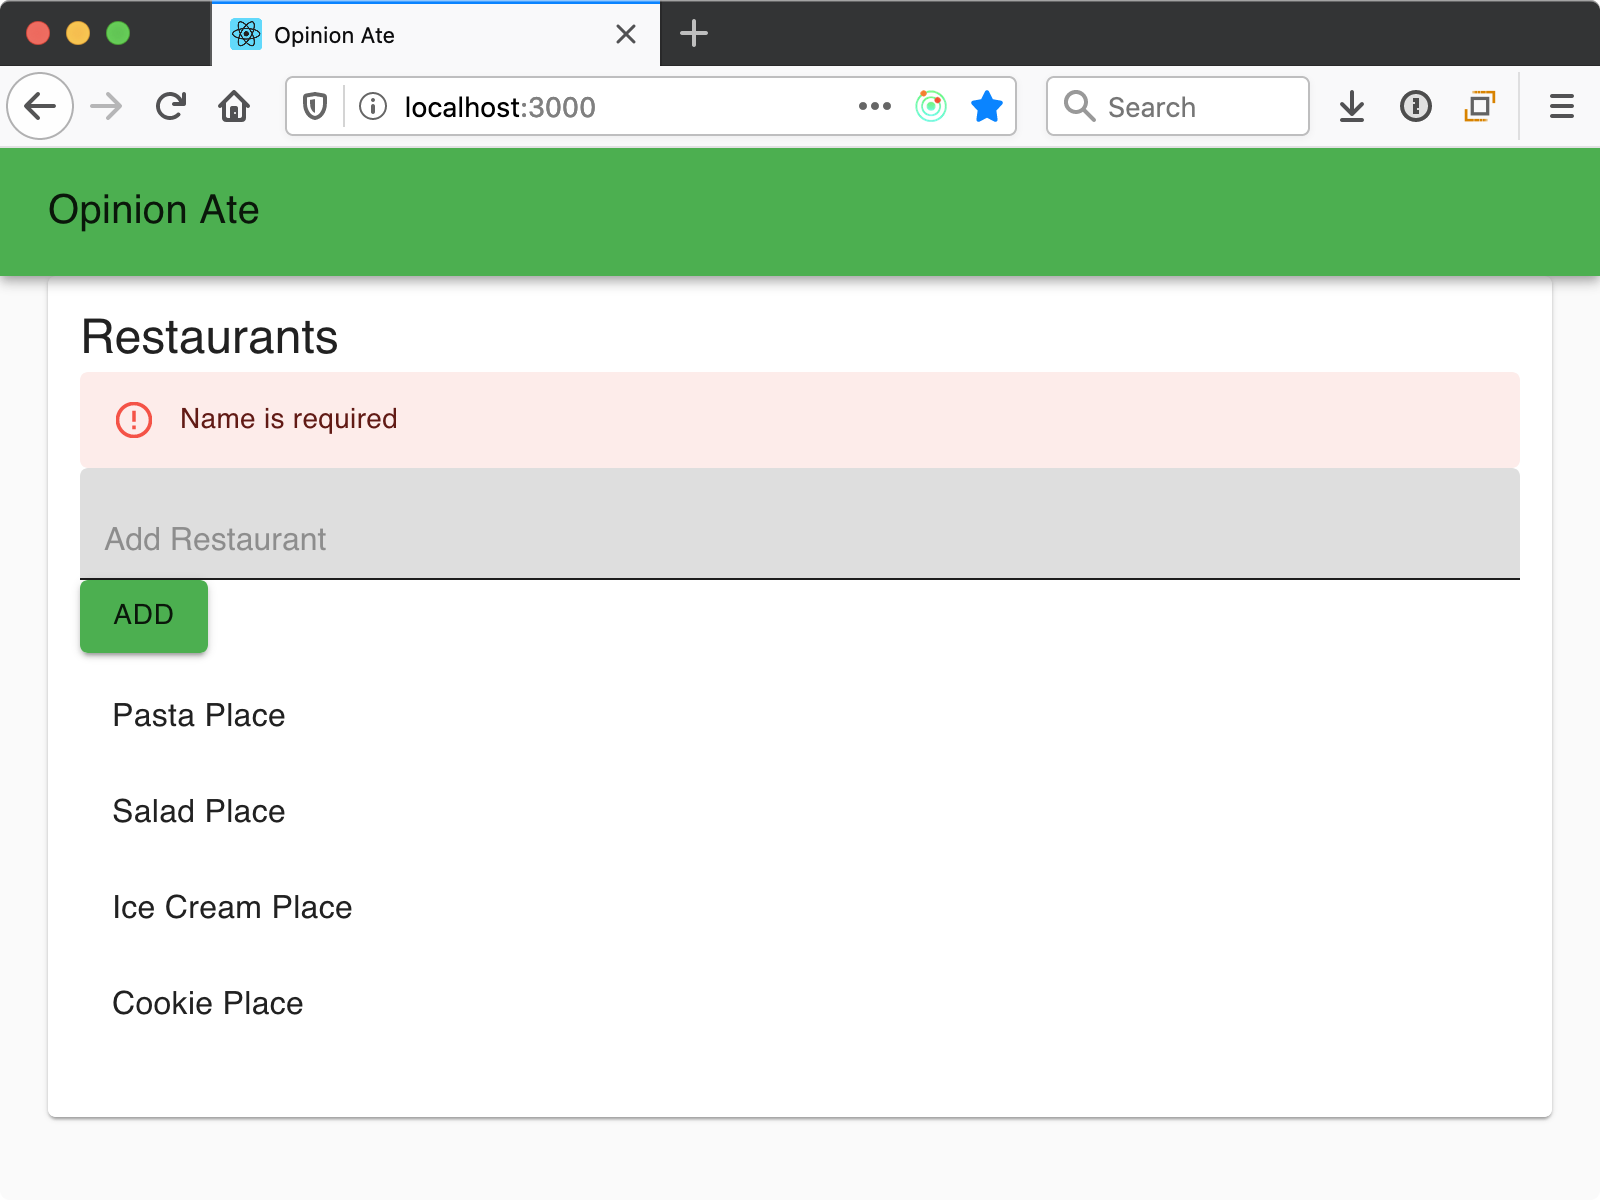 Opinion Ate
localhost:3000
Search
Opinion Ate
Restaurants
Name is required
Add Restaurant
ADD
Pasta Place
Salad Place
Ice Cream Place
Cookie Place